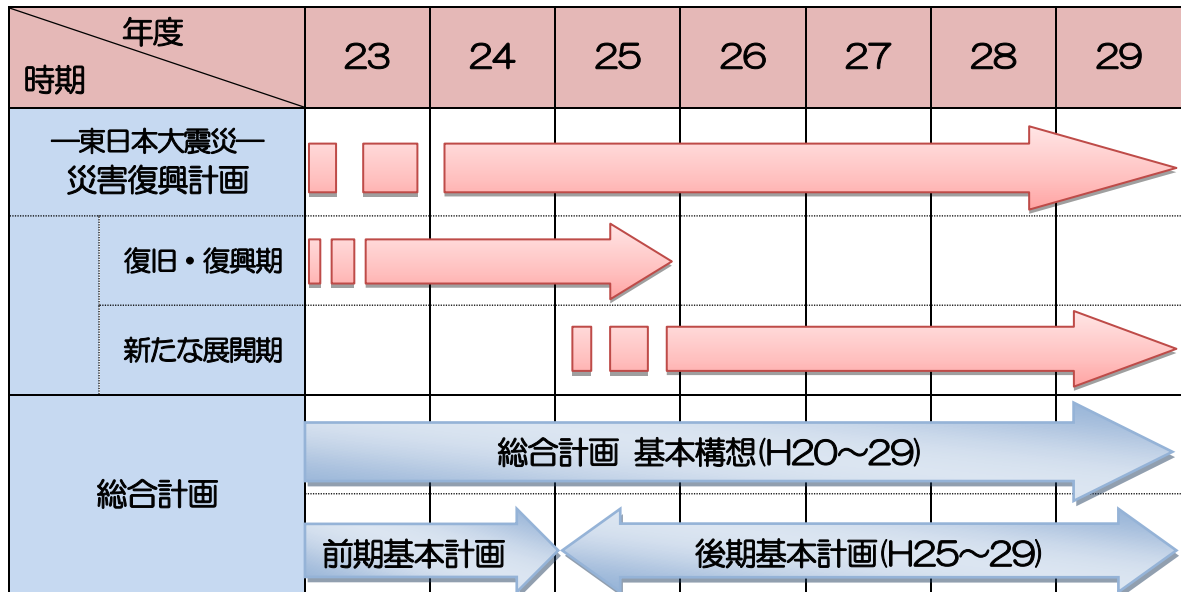 年度
時期
23 24 25 26 27 28 29
―東日本大震災―
災害復興計画
復旧・復興期
新たな展開期
総合計画
総合計画 基本構想(H20～29)
前期基本計画
後期基本計画(H25～29)